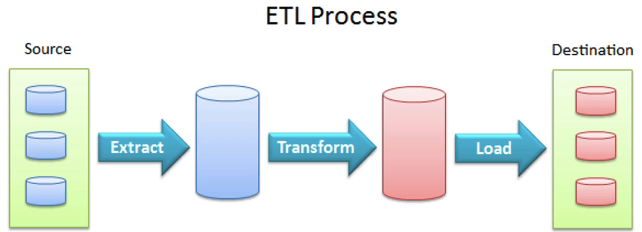 ETL Process
Source
Destination
Extract
Transform
Load